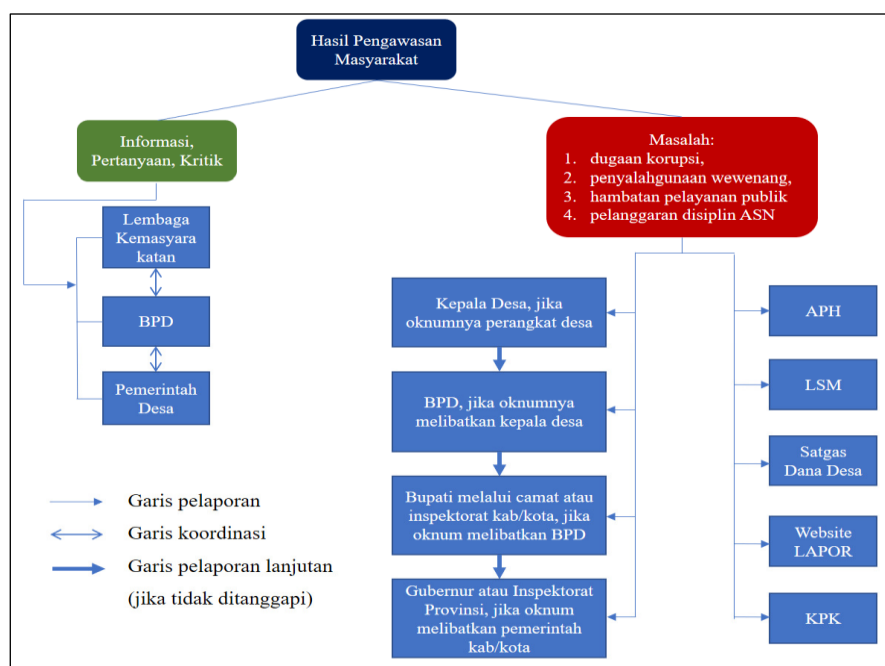 Hasil Pengawasan
Masyarakat
Informasi,
Pertanyaan, Kritik
Masalah:
1. dugaan korupsi,
2. penyalahgunaan wewenang,
3. hambatan pelayanan publik
4. pelanggaran disiplin ASN
Lembaga
Kemasyara
katan
BPD
Pemerintah
Desa
Kepala Desa, jika
oknumnya perangkat desa
BPD, jika oknumnya
melibatkan kepala desa
Bupati melalui camat atau
inspektorat kab/kota, jika
oknum melibatkan BPD
Gubernur atau Inspektorat
Provinsi, jika oknum
melibatkan pemerintah
kab/kota
APH
LSM
Satgas
Dana Desa
Website
LAPOR
KPK
Garis pelaporan
Garis koordinasi
Garis pelaporan lanjutan
(jika tidak ditanggapi)